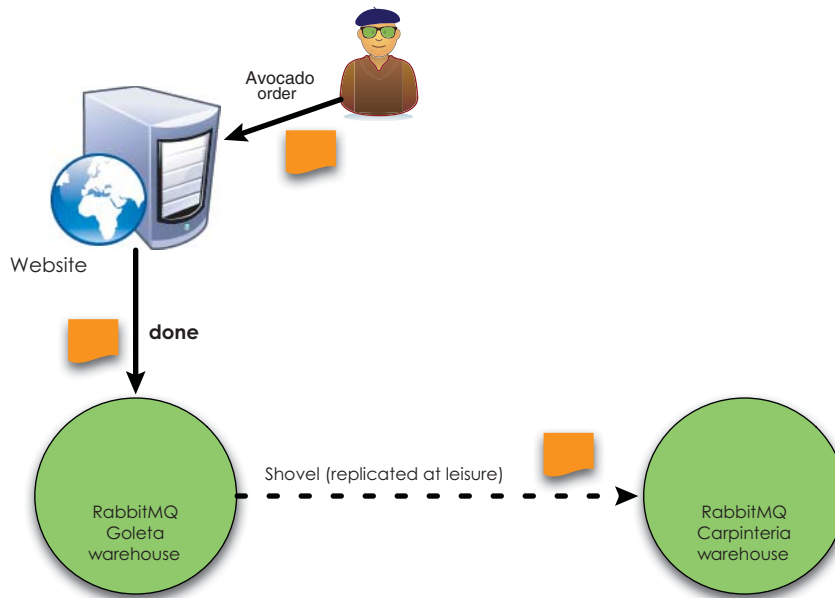 Avocado
order
Website
done
Shovel (replicated at leisure)
RabbitMQ
Goleta
warehouse
RabbitMQ
Carpinteria
warehouse